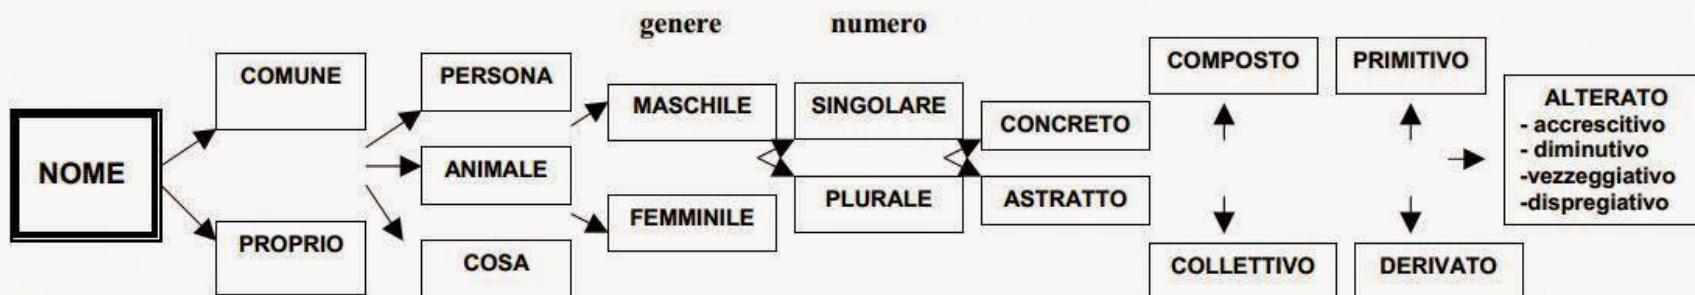 genere
numero
NOME
COMUNE
PROPRIO
PERSONA
ANIMALE
COSA
MASCHILE
FEMMINILE
SINGOLARE
PLURALE
CONCRETO
ASTRATTO
COMPOSTO
COLLETTIVO
PRIMITIVO
DERIVATO
ALTERATO
- accrescitivo
- diminutivo
-vezzeggiativo
-dispregiativo